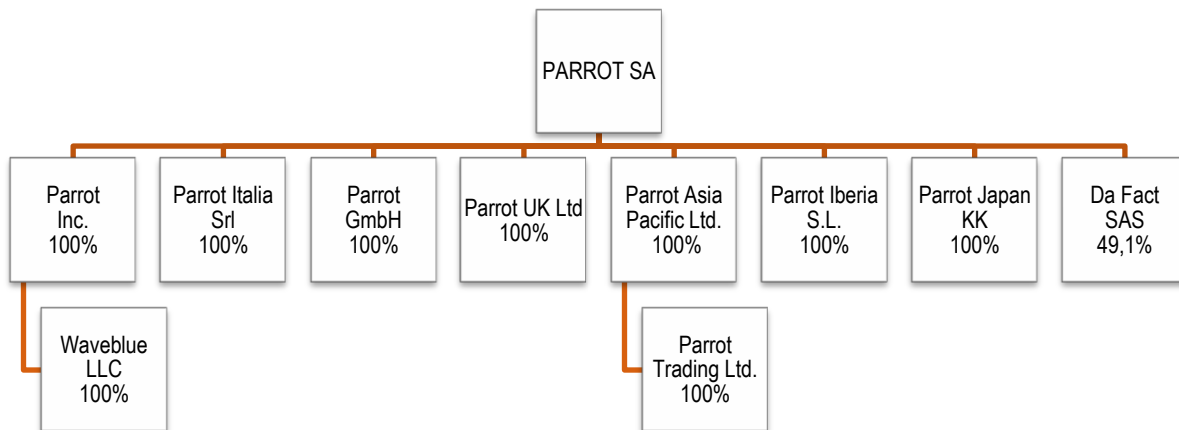 PARROT SA
Parrot
Inc.
100%
Parrot Italia
Srl
100%
Parrot
GmbH
100%
Parrot UK Ltd
100%
Parrot Asia
Pacific Ltd.
100%
Parrot Iberia
S.L.
100%
Parrot Japan
KK
100%
Da Fact
SAS
49,1%
Waveblue
LLC
100%
Parrot
Trading Ltd.
100%